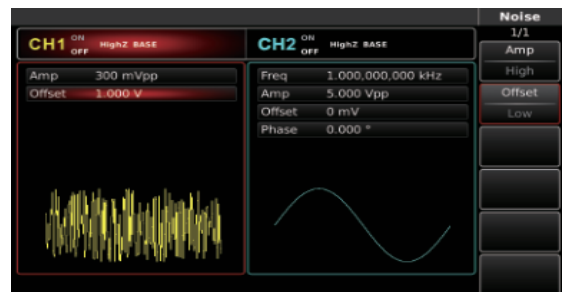 Noise
1/1
CH1 ON OFF HighZ BASE
CH2 ON OFF HighZ BASE
Amp
High
Amp 300 mVpp
Offset 1.000 V
Freq 1.000,000,000 kHz
Amp 5.000 Vpp
Offset 0 mV
Phase 0.000 °
Offset
Low